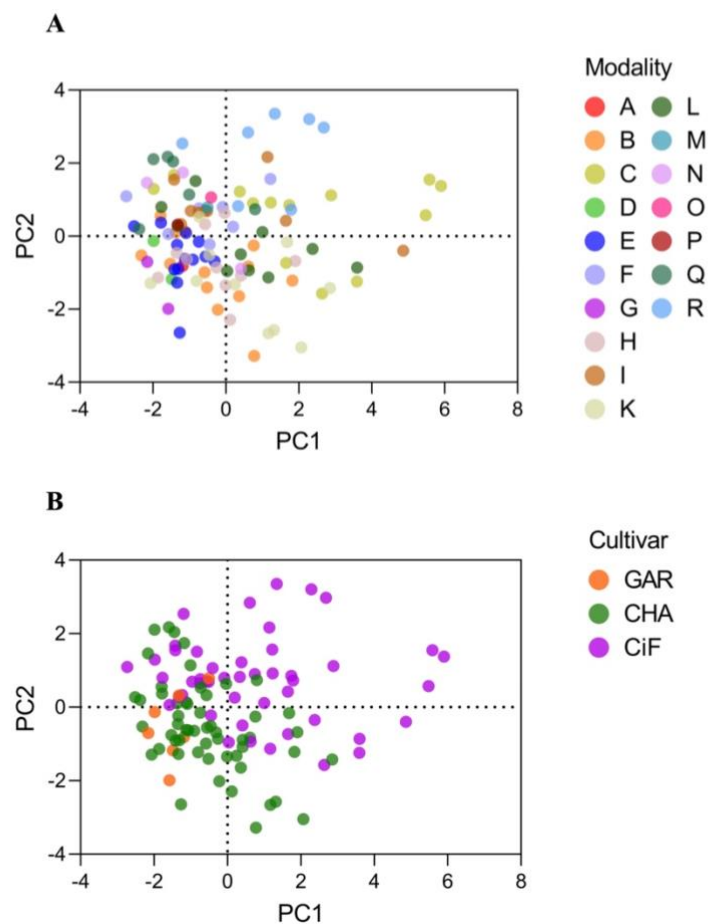 A
Modality
4
2
0
-2
-4
PC2
-4 -2 0 2 4 6 8
PC1
A L
B M
C N
D O
E P
F Q
G R
H
I
K
B
Cultivar
4
2
0
-2
-4
PC2
-4 -2 0 2 4 6 8
PC1
GAR
CHA
CiF